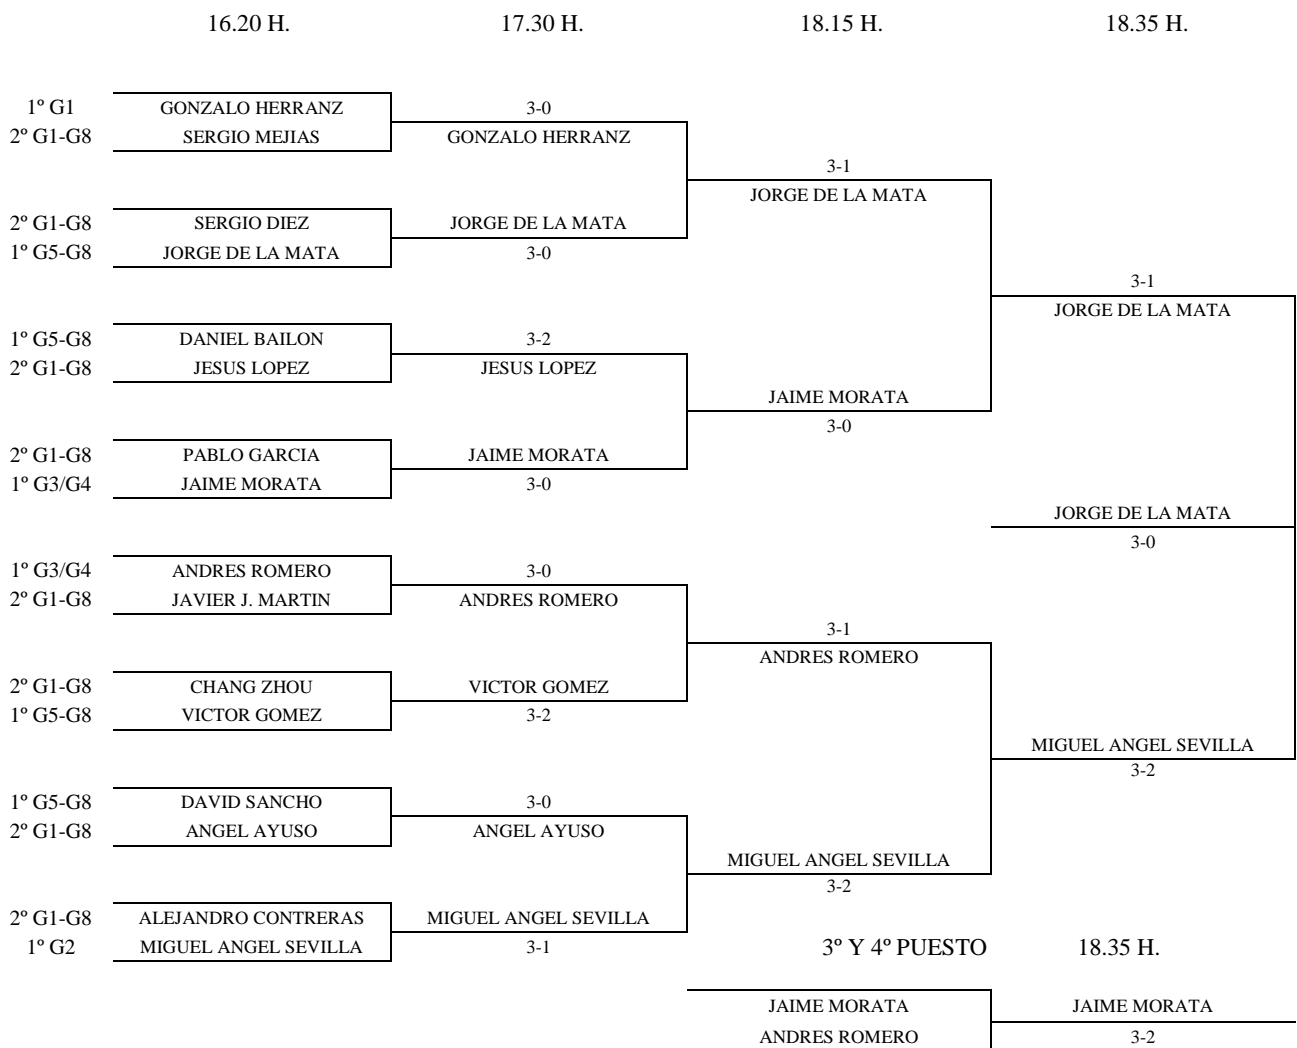 16.20 H. 17.30 H. 18.15 H. 18.35 H.
1º G1 GONZALO HERRANZ 3-0
2º G1-G8 SERGIO MEJIAS GONZALO HERRANZ
3-1
JORGE DE LA MATA
2º G1-G8 SERGIO DIEZ JORGE DE LA MATA
1º G5-G8 JORGE DE LA MATA 3-0
3-1
JORGE DE LA MATA
1º G5-G8 DANIEL BAILON 3-2
2º G1-G8 JESUS LOPEZ JESUS LOPEZ
JAIME MORATA
3-0
2º G1-G8 PABLO GARCIA JAIME MORATA
1º G3/G4 JAIME MORATA 3-0
JORGE DE LA MATA
3-0
1º G3/G4 ANDRES ROMERO 3-0
2º G1-G8 JAVIER J. MARTIN ANDRES ROMERO
3-1
ANDRES ROMERO
2º G1-G8 CHANG ZHOU VICTOR GOMEZ
1º G5-G8 VICTOR GOMEZ 3-2
MIGUEL ANGEL SEVILLA
3-2
1º G5-G8 DAVID SANCHO 3-0
2º G1-G8 ANGEL AYUSO ANGEL AYUSO
MIGUEL ANGEL SEVILLA
3-2
2º G1-G8 ALEJANDRO CONTRERAS MIGUEL ANGEL SEVILLA
1º G2 MIGUEL ANGEL SEVILLA 3-1 3º Y 4º PUESTO 18.35 H.
JAIME MORATA JAIME MORATA
ANDRES ROMERO 3-2